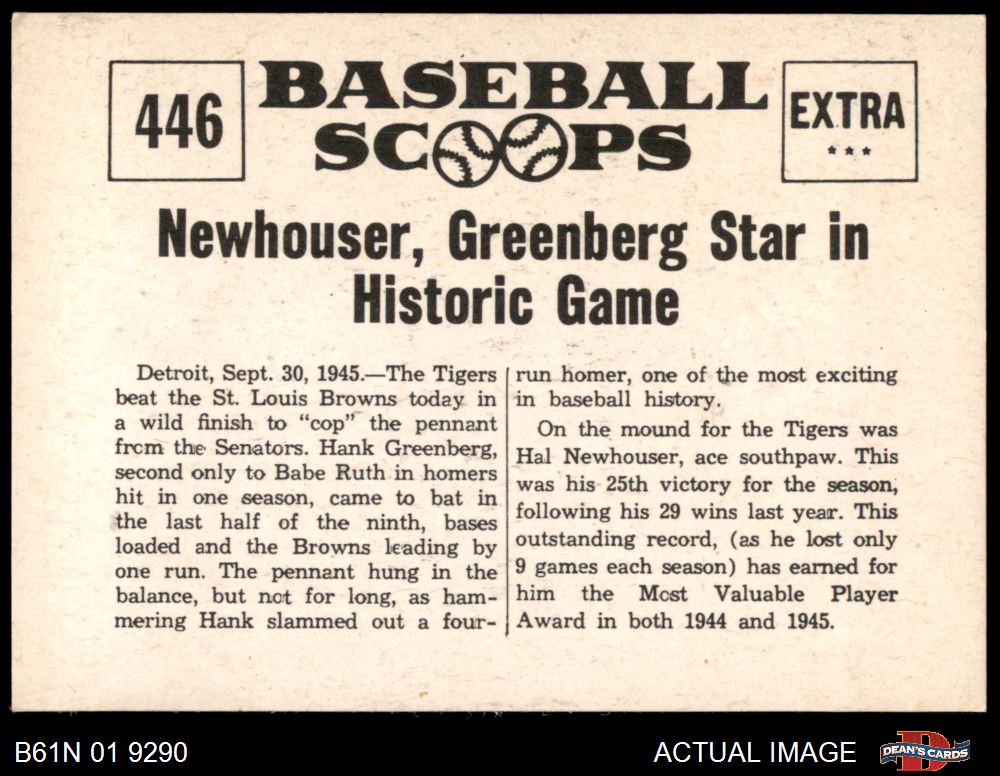 446
BASEBALL
SCOOPS
EXTRA
***
Newhouser, Greenberg Star in
Historic Game
Detroit, Sept. 30, 1945.—The Tigers
beat the St. Louis Browns today in
a wild finish to “cop” the pennant
from the Senators. Hank Greenberg,
second only to Babe Ruth in homers
hit in one season, came to bat in
the last half of the ninth, bases
loaded and the Browns leading by
one run. The pennant hung in the
balance, but not for long, as ham-
mering Hank slammed out a four-
run homer, one of the most exciting
in baseball history.
On the mound for the Tigers was
Hal Newhouser, ace southpaw. This
was his 25th victory for the season,
following his 29 wins last year. This
outstanding record, (as he lost only
9 games each season) has earned for
him the Most Valuable Player
Award in both 1944 and 1945.
B61N 01 9290
ACTUAL IMAGE
D
DEAN'S CARDS